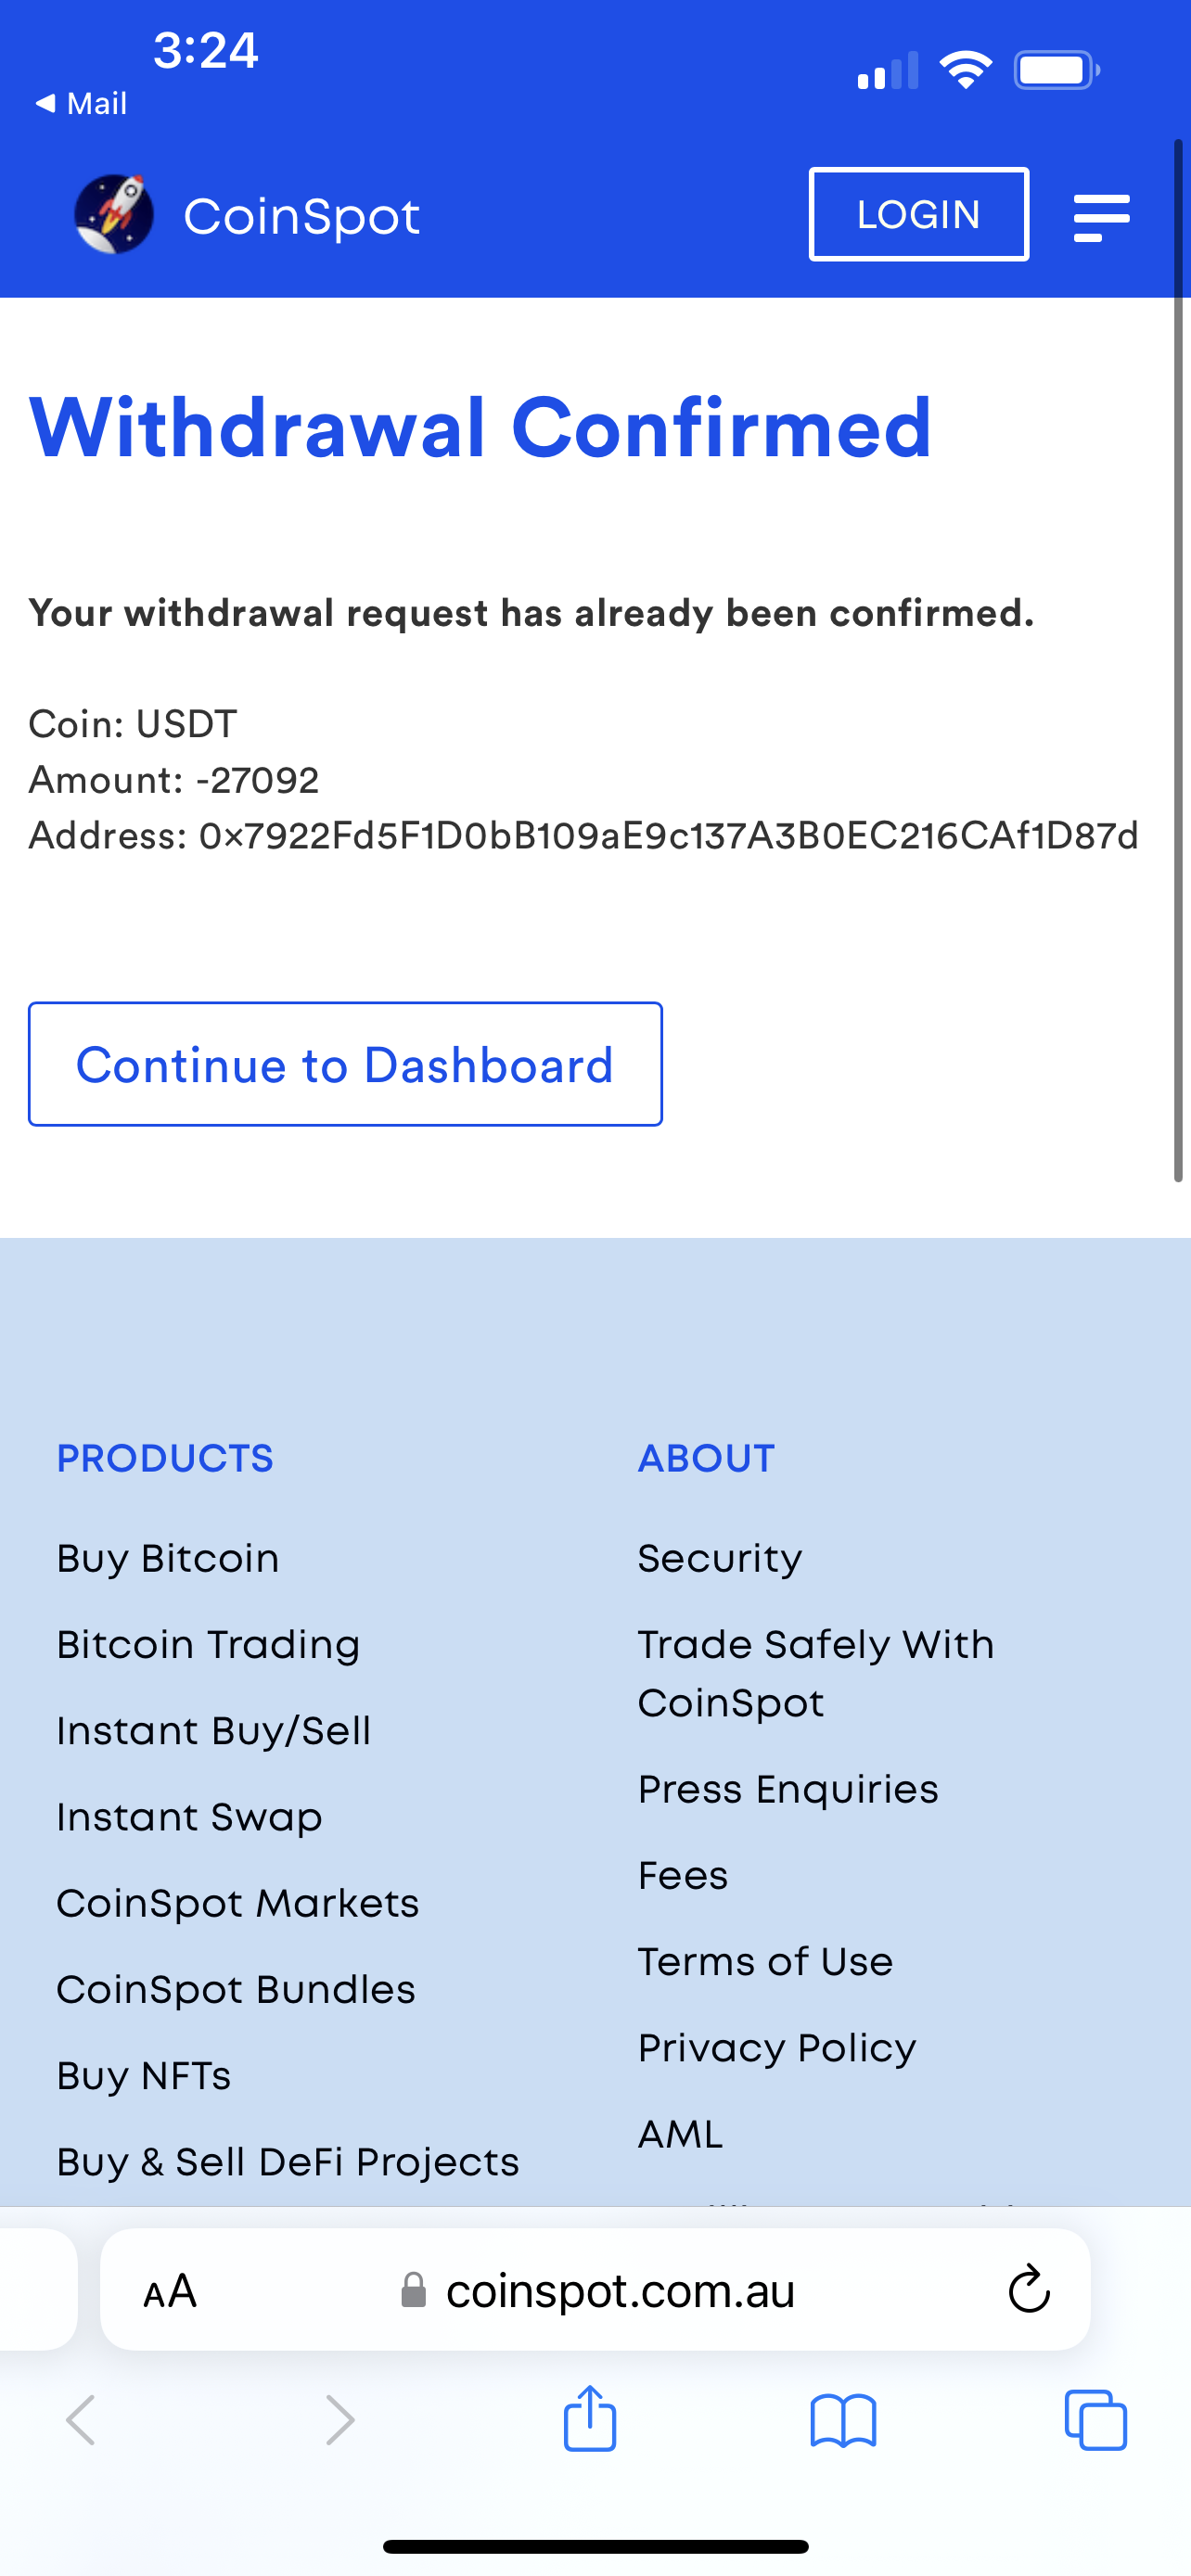 3:24
Mail
CoinSpot
LOGIN
Withdrawal Confirmed
Your withdrawal request has already been confirmed.
Coin: USDT
Amount: -27092
Address: 0x7922Fd5F1D0bB109aE9c137A3B0EC216CAf1D87d
Continue to Dashboard
PRODUCTS
Buy Bitcoin
Bitcoin Trading
Instant Buy/Sell
Instant Swap
CoinSpot Markets
CoinSpot Bundles
Buy NFTs
Buy & Sell DeFi Projects
ABOUT
Security
Trade Safely With
CoinSpot
Press Enquiries
Fees
Terms of Use
Privacy Policy
AML
AA
coinspot.com.au